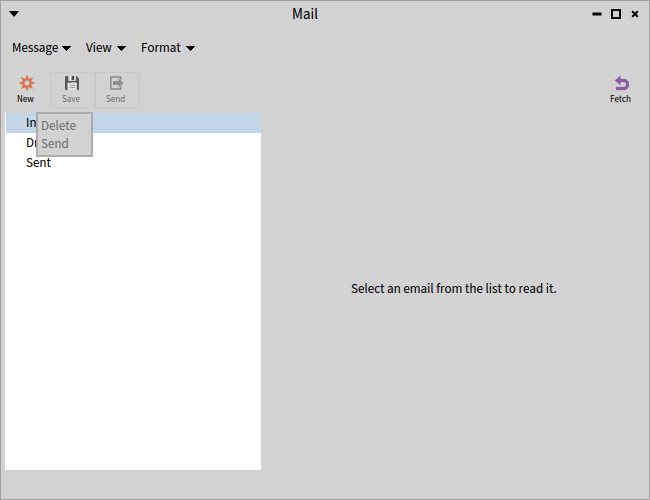 Mail
Message View Format
New Save Send Fetch
Delete
Send
Sent
Select an email from the list to read it.